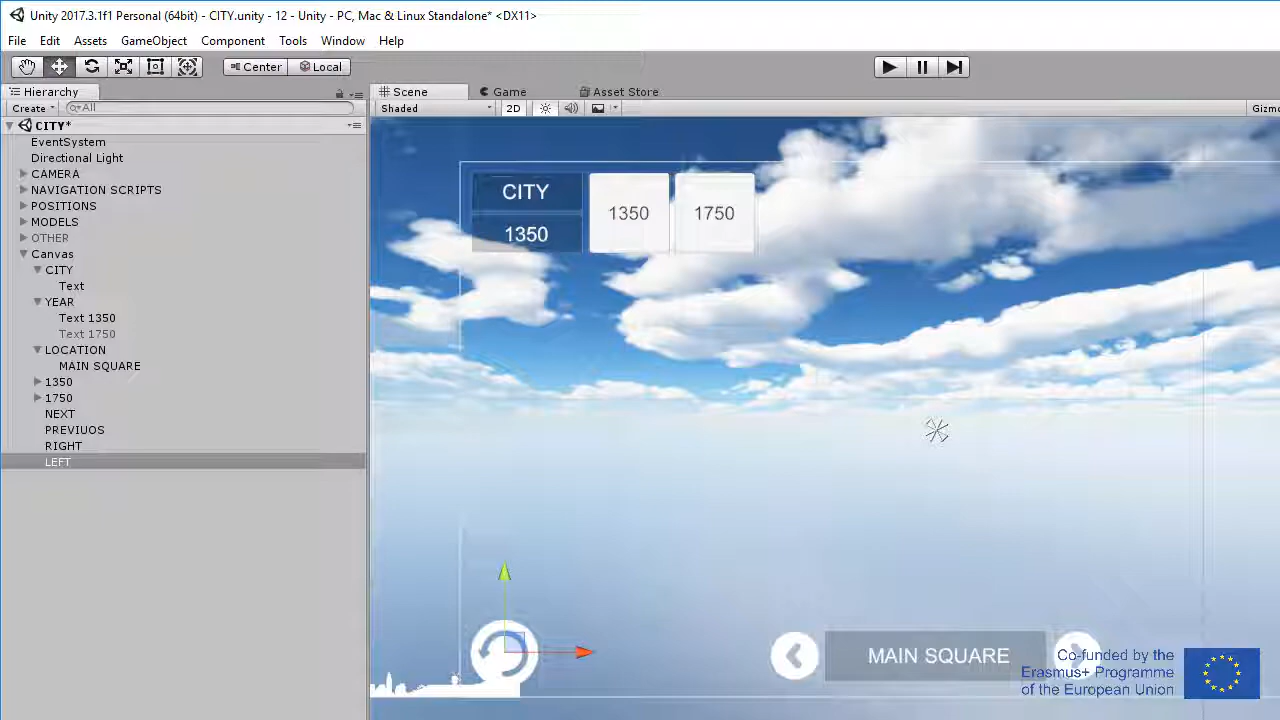 Unity 2017.3.1f1 Personal (64bit) - CITY.unity - 12 - Unity - PC, Mac & Linux Standalone* <DX11>
File Edit Assets GameObject Component Tools Window Help
Center Local
Hierarchy
Scene Game Asset Store
Create All
Shaded 2D Gizmo
CITY*
EventSystem
Directional Light
CAMERA
NAVIGATION SCRIPTS
POSITIONS
MODELS
OTHER
Canvas
CITY
Text
YEAR
Text 1350
Text 1750
LOCATION
MAIN SQUARE
1350
1750
NEXT
PREVIUOS
RIGHT
LEFT
CITY
1350
1350
1750
MAIN SQUARE
Co-funded by the
Erasmus+ Programme
of the European Union